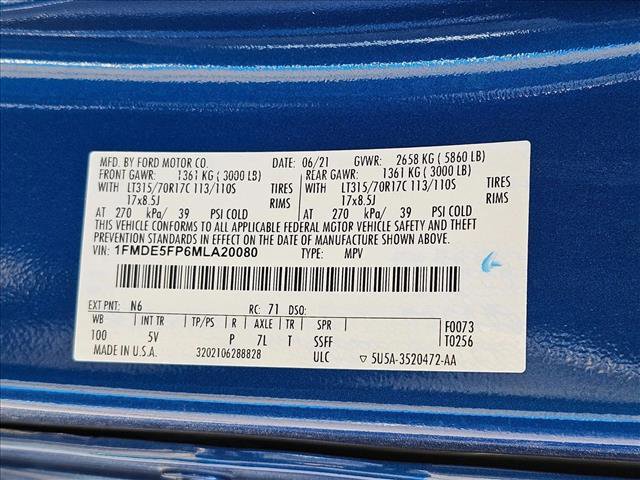 MFD. BY FORD MOTOR CO. DATE: 06/21 GVWR: 2658 KG ( 5860 LB)
FRONT GAWR: 1361 KG ( 3000 LB) REAR GAWR: 1361 KG ( 3000 LB)
WITH LT315/70R17C 113/110S TIRES WITH LT315/70R17C 113/110S TIRES
17x8.5J RIMS 17x8.5J RIMS
AT 270 kPa/ 39 PSI COLD AT 270 kPa/ 39 PSI COLD
THIS VEHICLE CONFORMS TO ALL APPLICABLE FEDERAL MOTOR VEHICLE SAFETY AND THEFT PREVENTION
STANDARDS IN EFFECT ON THE DATE OF MANUFACTURE SHOWN ABOVE.
VIN: 1FMDE5FP6MLA20080 TYPE: MPV
EXT PNT: N6 RC: 71 DSO:
WB INT TR TP/PS R AXLE TR SPR F0073
100 5V P 7L T SSFF T0256
MADE IN U.S.A. 3202106288828 ULC ▽ 5U5A-3520472-AA